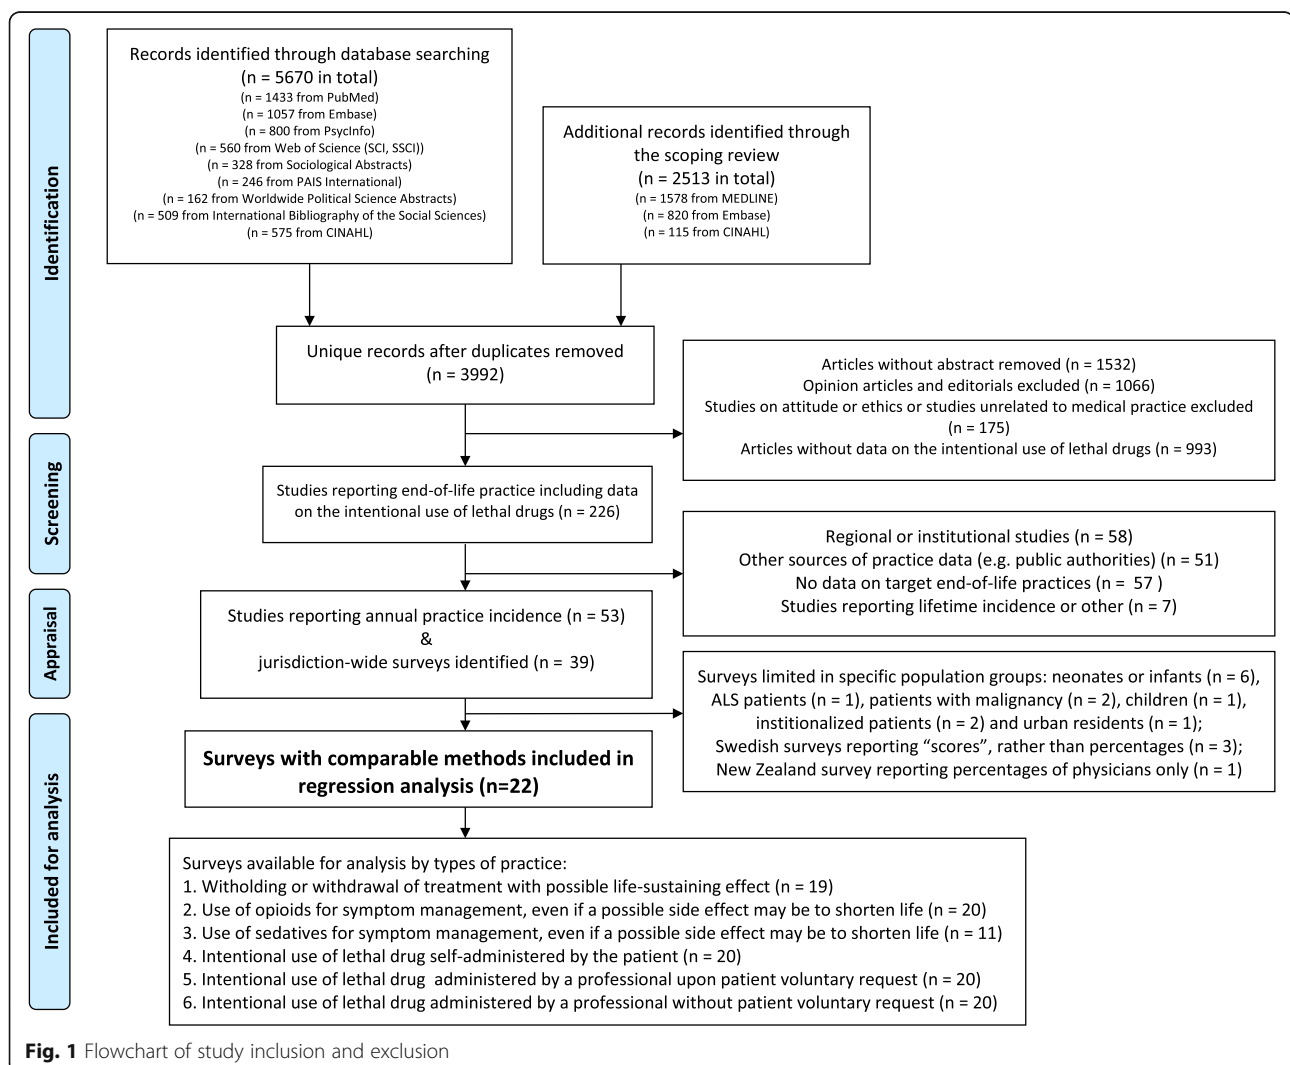 Identification
Records identified through database searching
(n = 5670 in total)
(n = 1433 from PubMed)
(n = 1057 from Embase)
(n = 800 from PsycInfo)
(n = 560 from Web of Science (SCI, SSCI))
(n = 328 from Sociological Abstracts)
(n = 246 from PAIS International)
(n = 162 from Worldwide Political Science Abstracts)
(n = 509 from International Bibliography of the Social Sciences)
(n = 575 from CINAHL)
Additional records identified through
the scoping review
(n = 2513 in total)
(n = 1578 from MEDLINE)
(n = 820 from Embase)
(n = 115 from CINAHL)
Unique records after duplicates removed
(n = 3992)
Articles without abstract removed (n = 1532)
Opinion articles and editorials excluded (n = 1066)
Studies on attitude or ethics or studies unrelated to medical practice excluded
(n = 175)
Articles without data on the intentional use of lethal drugs (n = 993)
Screening
Studies reporting end-of-life practice including data
on the intentional use of lethal drugs (n = 226)
Regional or institutional studies (n = 58)
Other sources of practice data (e.g. public authorities) (n = 51)
No data on target end-of-life practices (n = 57 )
Studies reporting lifetime incidence or other (n = 7)
Appraisal
Studies reporting annual practice incidence (n = 53)
&
jurisdiction-wide surveys identified (n = 39)
Surveys limited in specific population groups: neonates or infants (n = 6),
ALS patients (n = 1), patients with malignancy (n = 2), children (n = 1),
institionalized patients (n = 2) and urban residents (n = 1);
Swedish surveys reporting “scores”, rather than percentages (n = 3);
New Zealand survey reporting percentages of physicians only (n = 1)
Included for analysis
Surveys with comparable methods included in
regression analysis (n=22)
Surveys available for analysis by types of practice:
1. Witholding or withdrawal of treatment with possible life-sustaining effect (n = 19)
2. Use of opioids for symptom management, even if a possible side effect may be to shorten life (n = 20)
3. Use of sedatives for symptom management, even if a possible side effect may be to shorten life (n = 11)
4. Intentional use of lethal drug self-administered by the patient (n = 20)
5. Intentional use of lethal drug administered by a professional upon patient voluntary request (n = 20)
6. Intentional use of lethal drug administered by a professional without patient voluntary request (n = 20)
Fig. 1 Flowchart of study inclusion and exclusion